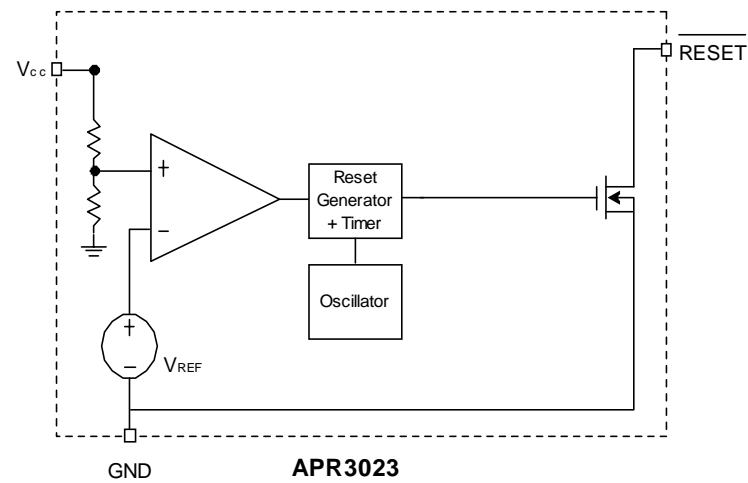 RESET
Vcc
+
Reset
Generator
+ Timer
−
Oscillator
+
−
VREF
GND
APR3023